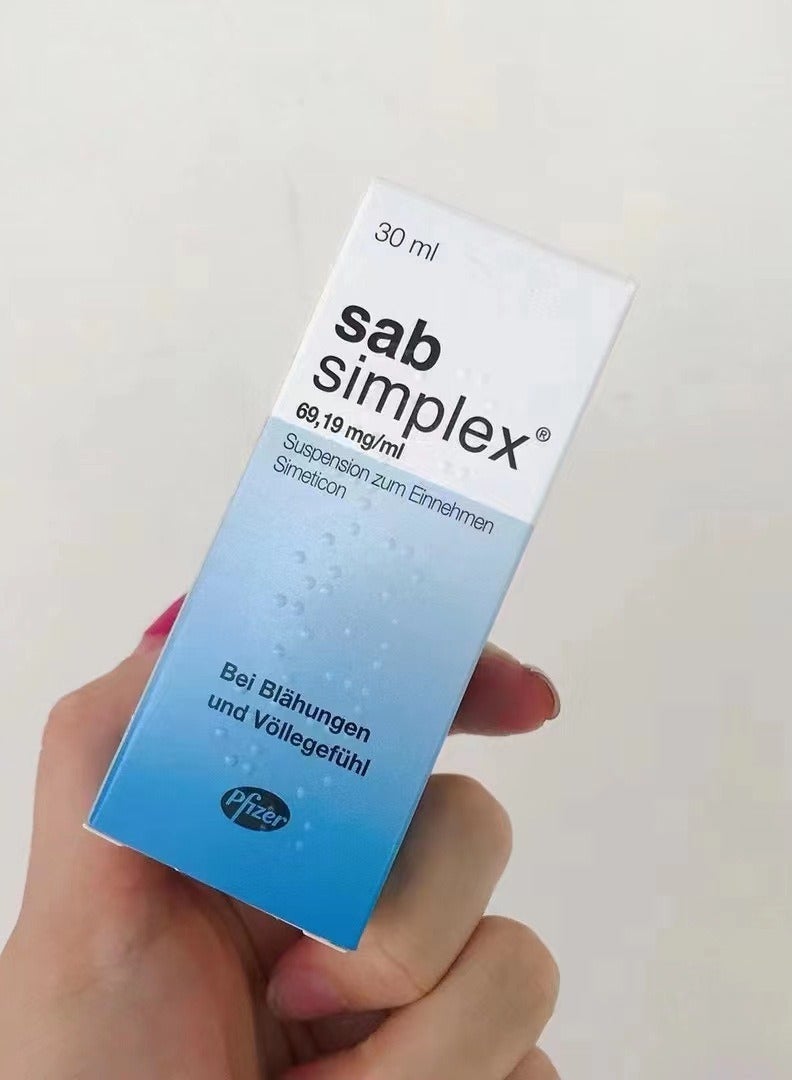 30 ml
sab
simplex®
69,19 mg/ml
Suspension zum Einnehmen
Simeticon
Bei Blähungen
und Völlegefühl
Pfizer